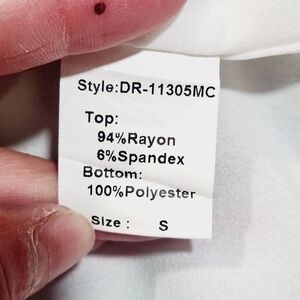 Style:DR-11305MC
Top:
94%Rayon
6%Spandex
Bottom:
100%Polyester
Size : S